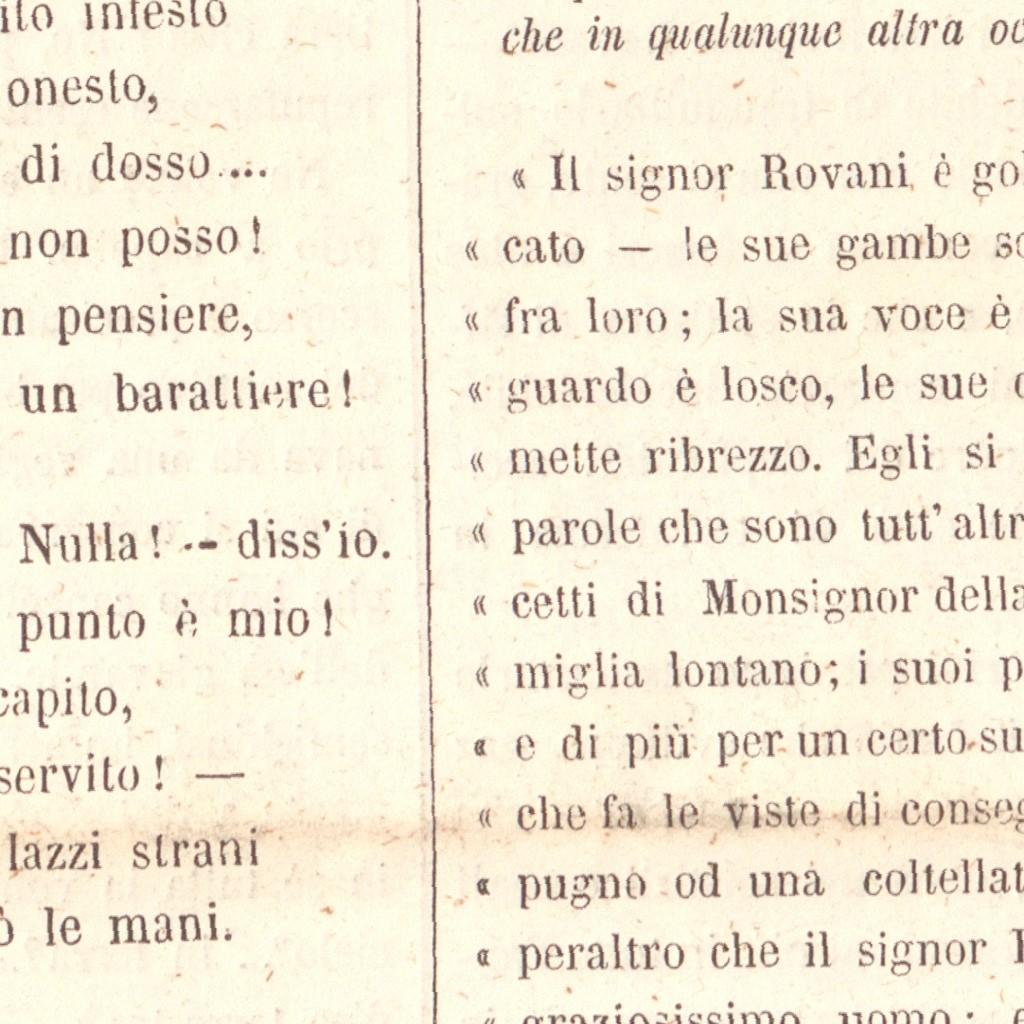 ito infesto
onesto,
di dosso...
non posso!
n pensiere,
un barattiere!
Nulla! -- diss'io.
punto è mio!
capito,
servito! —
lazzi strani
ò le mani.
che in qualunque altra oc
« Il signor Rovani è go
« cato — le sue gambe so
« fra loro; la sua voce è
« guardo è losco, le sue
« mette ribrezzo. Egli si
« parole che sono tutt' altr
« cetti di Monsignor della
« miglia lontano; i suoi p
« e di più per un certo su
« che fa le viste di conseg
« pugno od una coltellat
« peraltro che il signor
« graziosissimo uomo;